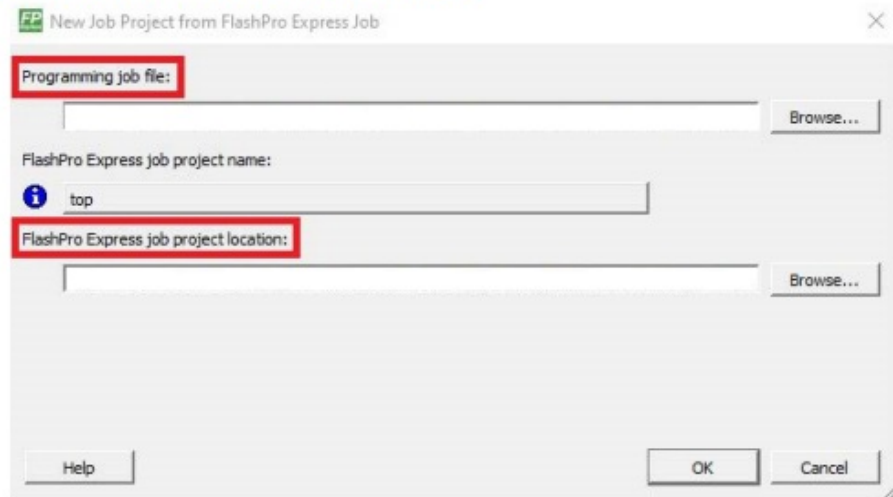 FP New Job Project from FlashPro Express Job
Programming job file:
Browse...
FlashPro Express job project name:
top
FlashPro Express job project location:
Browse...
Help OK Cancel